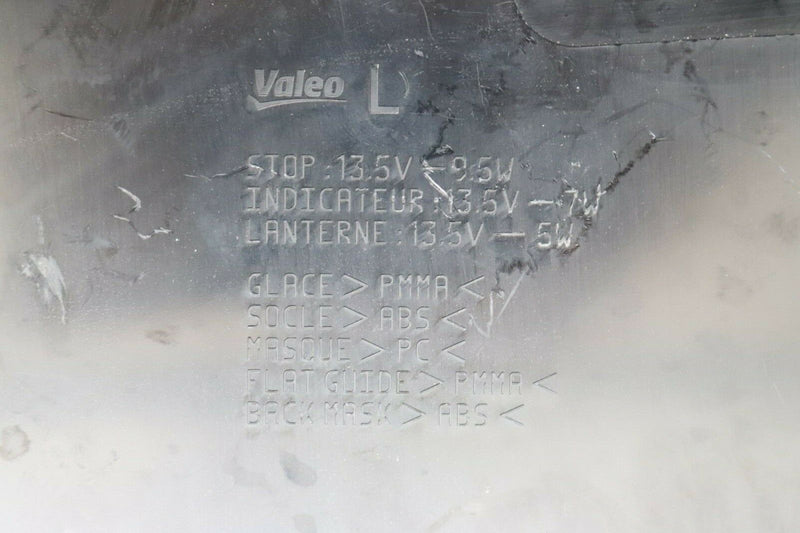 Valeo L
STOP : 13.5V - 9.5W
INDICATEUR : 13.5V - 7W
LANTERNE : 13.5V - 5W
GLACE > PMMA <
SOCLE > ABS <
MASQUE > PC <
FLAT GUIDE > PMMA <
BACK MASK > ABS <